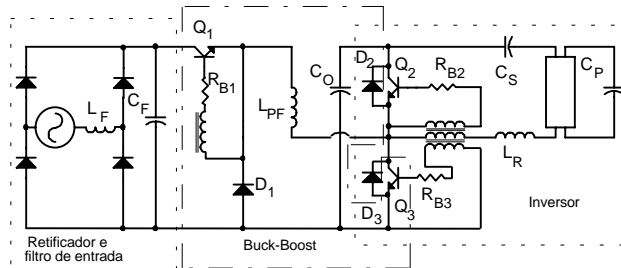 Q1
D2
Q2
RB1
CO
RB2
CS
CP
LF
CF
LPF
LR
D1
D3
Q3
RB3
Retificador e
filtro de entrada
Buck-Boost
Inversor